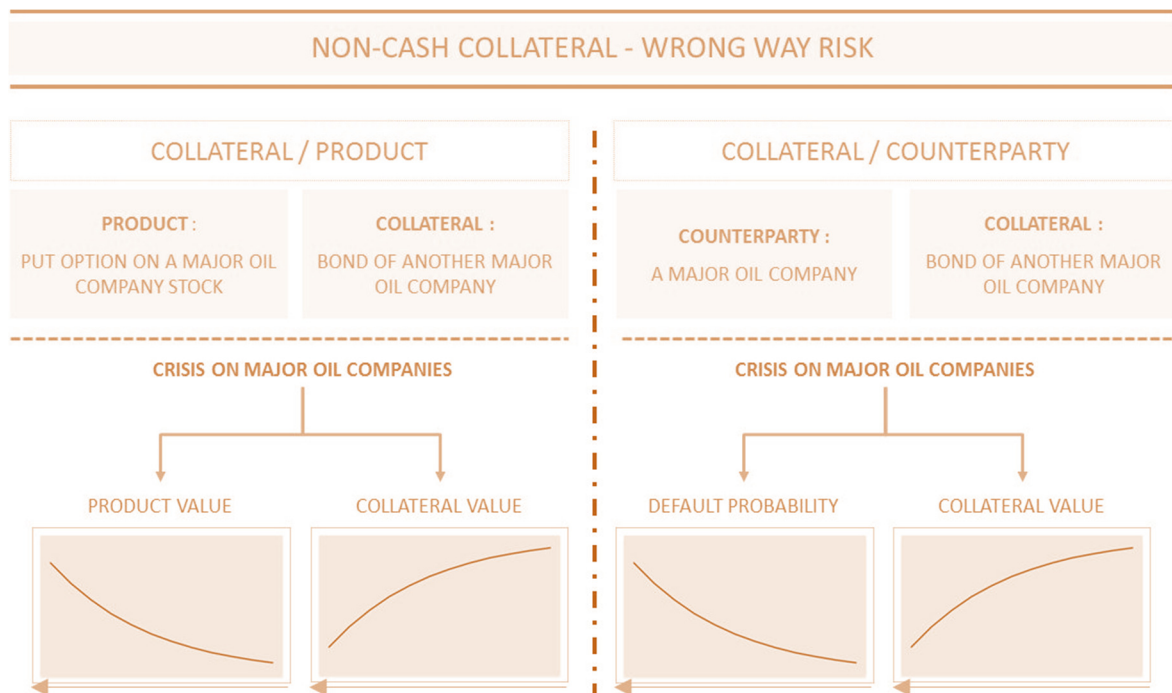 NON-CASH COLLATERAL - WRONG WAY RISK
COLLATERAL / PRODUCT
PRODUCT :
PUT OPTION ON A MAJOR OIL
COMPANY STOCK
COLLATERAL :
BOND OF ANOTHER MAJOR
OIL COMPANY
CRISIS ON MAJOR OIL COMPANIES
PRODUCT VALUE
COLLATERAL VALUE
COLLATERAL / COUNTERPARTY
COUNTERPARTY :
A MAJOR OIL COMPANY
COLLATERAL :
BOND OF ANOTHER MAJOR
OIL COMPANY
CRISIS ON MAJOR OIL COMPANIES
DEFAULT PROBABILITY
COLLATERAL VALUE